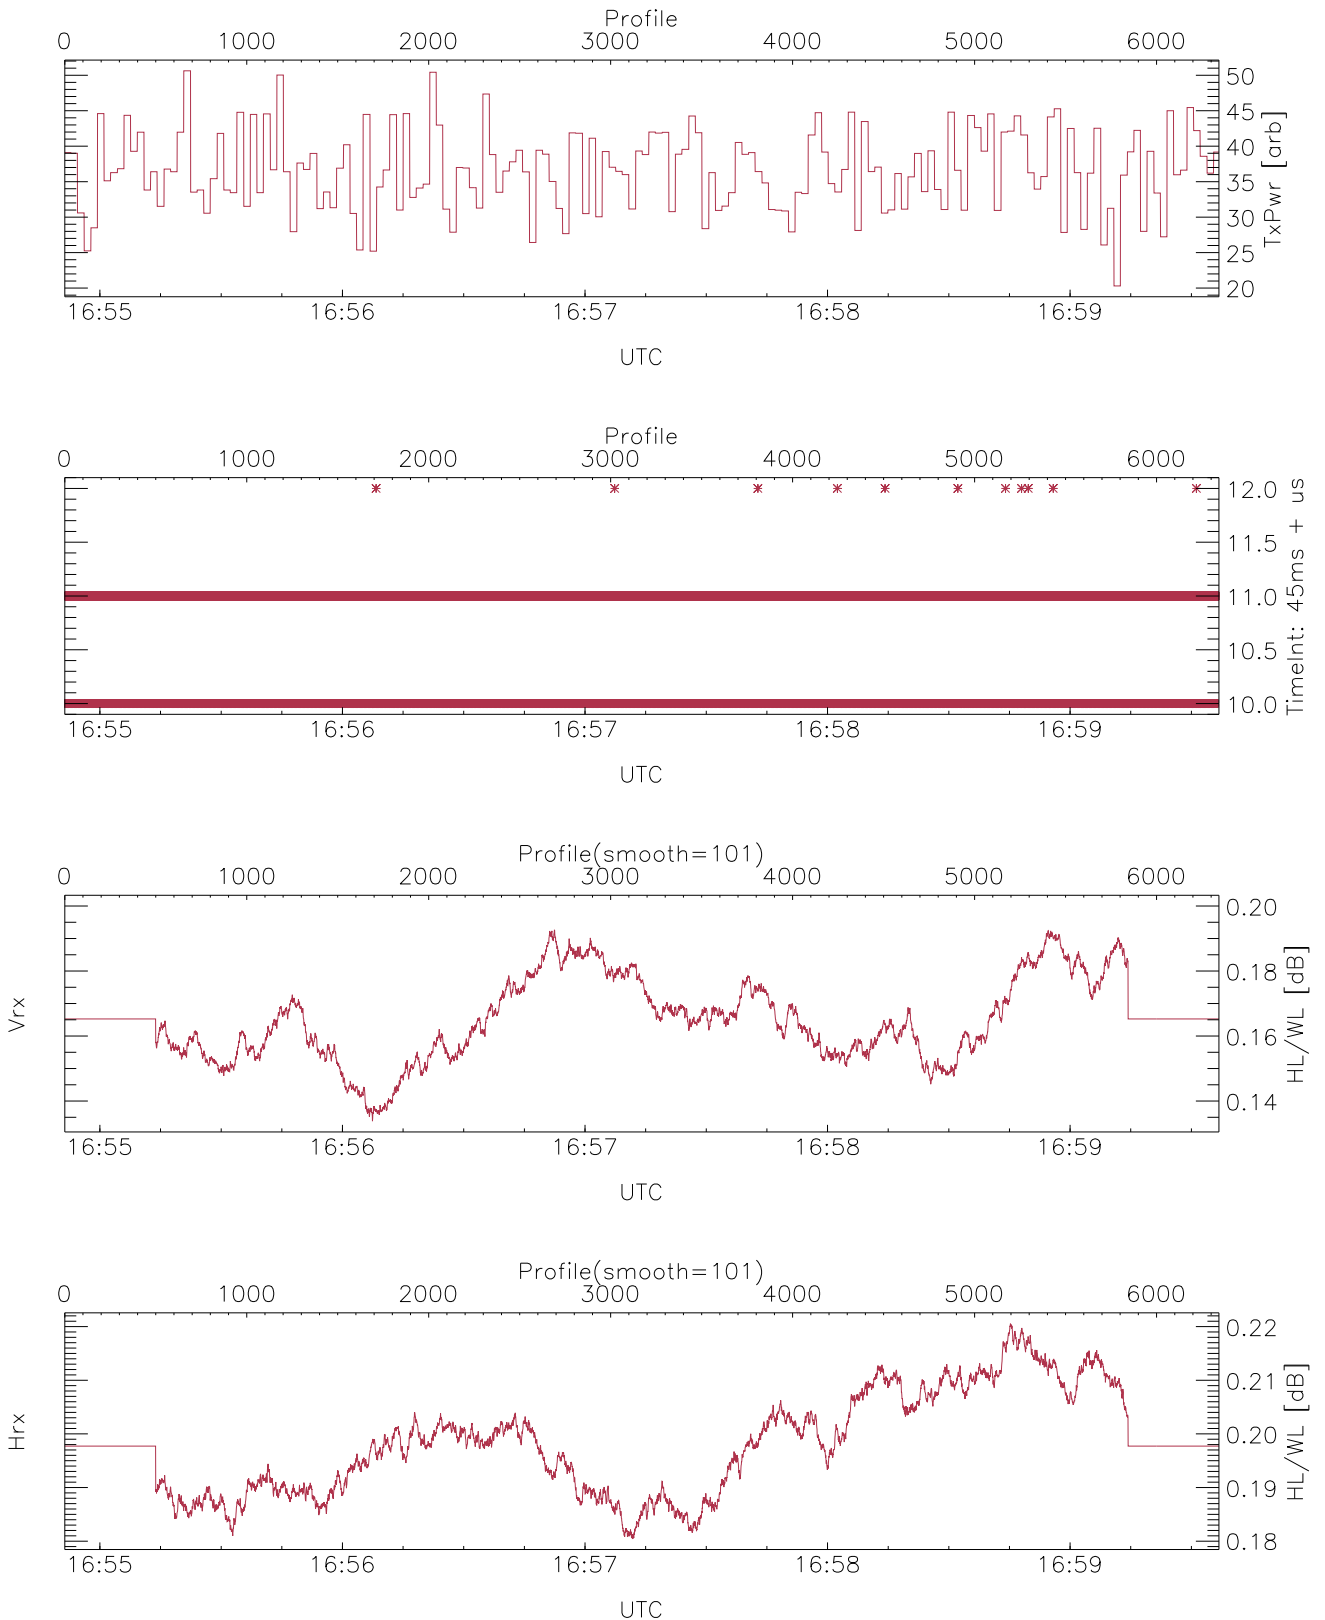 Profile
0 1000 2000 3000 4000 5000 6000
50
45
40
35
30
25
20
TxPwr [arb]
16:55 16:56 16:57 16:58 16:59
UTC
Profile
0 1000 2000 3000 4000 5000 6000
12.0
11.5
11.0
10.5
10.0
TimeInt: 45ms + us
16:55 16:56 16:57 16:58 16:59
UTC
Profile(smooth=101)
0 1000 2000 3000 4000 5000 6000
Vrx
0.20
0.18
0.16
0.14
HL/WL [dB]
16:55 16:56 16:57 16:58 16:59
UTC
Profile(smooth=101)
0 1000 2000 3000 4000 5000 6000
Hrx
0.22
0.21
0.20
0.19
0.18
HL/WL [dB]
16:55 16:56 16:57 16:58 16:59
UTC